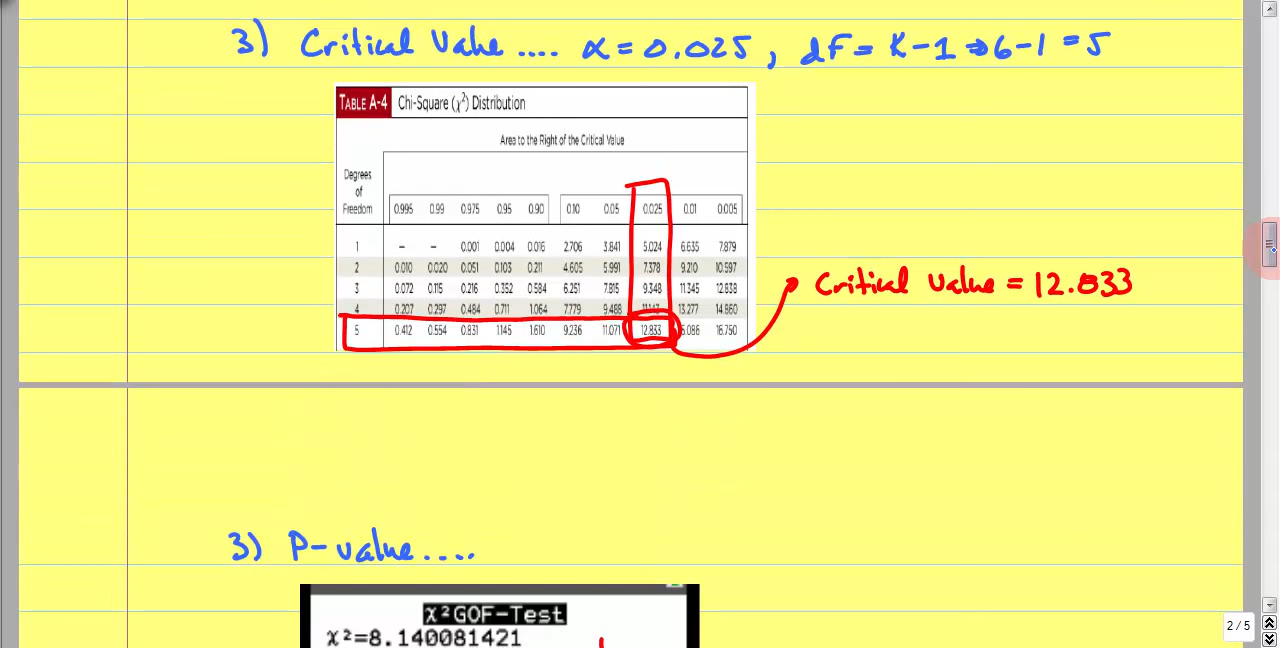 3) Critical Value .... α = 0.025 , dF = K-1 ⇒ 6-1 = 5
TABLE A-4 Chi-Square (χ²) Distribution
Area to the Right of the Critical Value
Degrees
of
Freedom 0.995 0.99 0.975 0.95 0.90 0.10 0.05 0.025 0.01 0.005
1 – – 0.001 0.004 0.016 2.706 3.841 5.024 6.635 7.879
2 0.010 0.020 0.051 0.103 0.211 4.605 5.991 7.378 9.210 10.597
3 0.072 0.115 0.216 0.352 0.584 6.251 7.815 9.348 11.345 12.838
4 0.207 0.297 0.484 0.711 1.064 7.779 9.488 11.143 13.277 14.860
5 0.412 0.554 0.831 1.145 1.610 9.236 11.071 12.833 5.086 16.750
Critical Value = 12.833
3) P-value ....
χ²GOF-Test
χ²=8.140081421
2 / 5